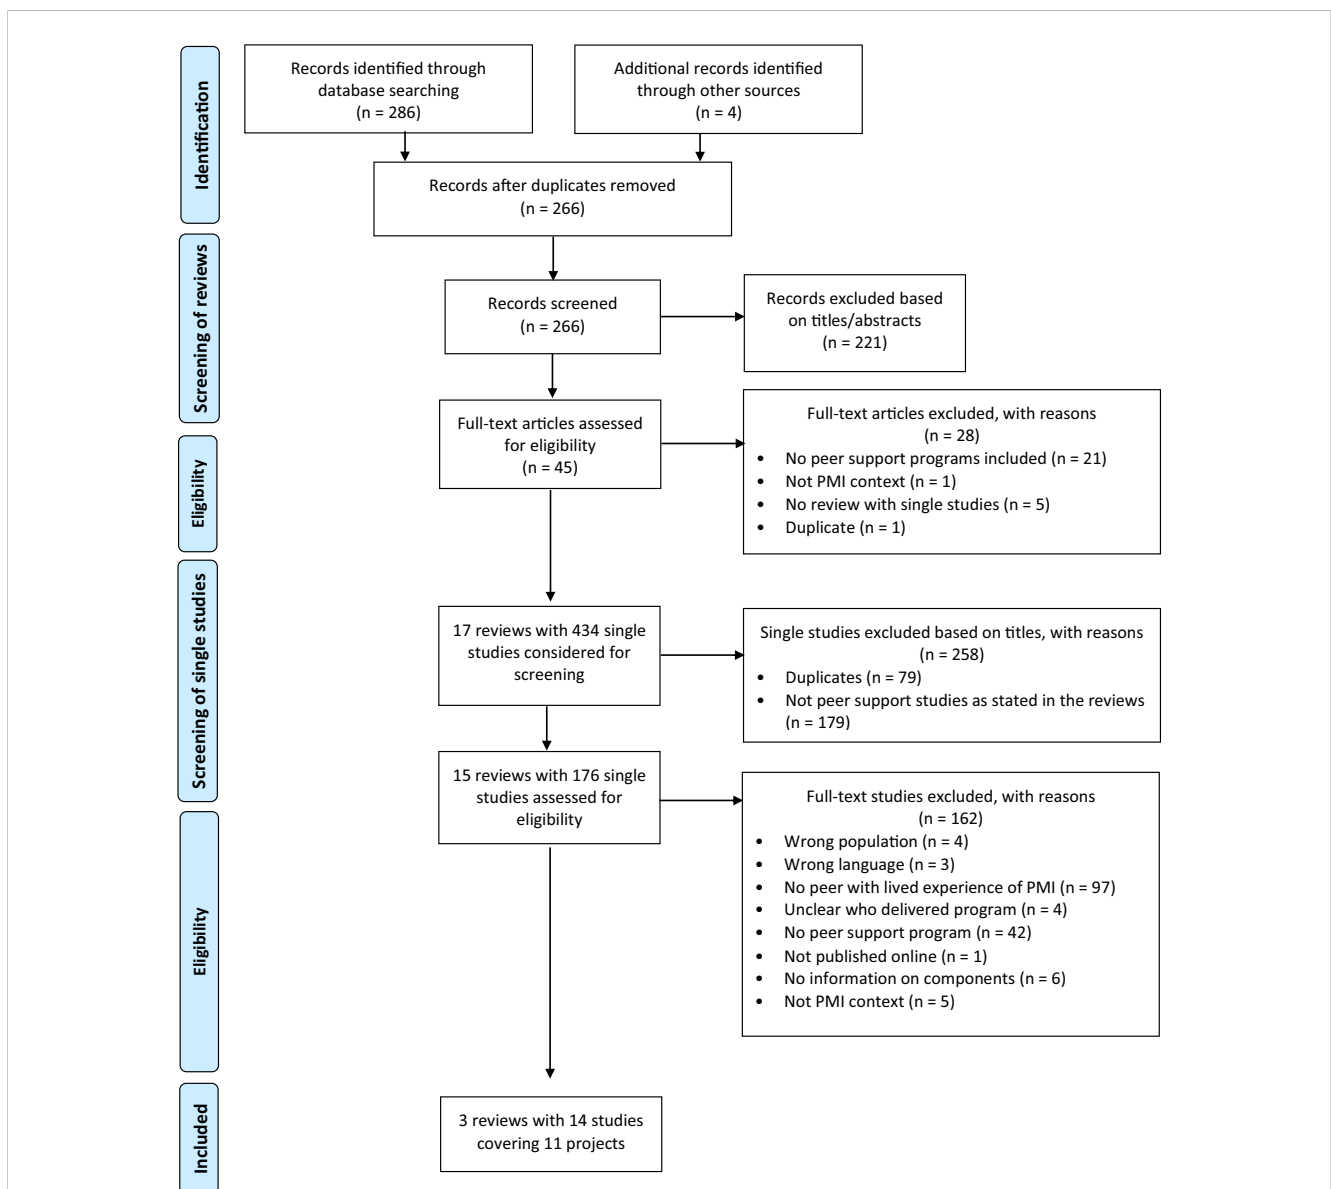 Identification
Records identified through
database searching
(n = 286)
Additional records identified
through other sources
(n = 4)
Records after duplicates removed
(n = 266)
Screening of reviews
Records screened
(n = 266)
Records excluded based
on titles/abstracts
(n = 221)
Eligibility
Full-text articles assessed
for eligibility
(n = 45)
Full-text articles excluded, with reasons
(n = 28)
• No peer support programs included (n = 21)
• Not PMI context (n = 1)
• No review with single studies (n = 5)
• Duplicate (n = 1)
Screening of single studies
17 reviews with 434 single
studies considered for
screening
Single studies excluded based on titles, with reasons
(n = 258)
• Duplicates (n = 79)
• Not peer support studies as stated in the reviews
(n = 179)
15 reviews with 176 single
studies assessed for
eligibility
Eligibility
Full-text studies excluded, with reasons
(n = 162)
• Wrong population (n = 4)
• Wrong language (n = 3)
• No peer with lived experience of PMI (n = 97)
• Unclear who delivered program (n = 4)
• No peer support program (n = 42)
• Not published online (n = 1)
• No information on components (n = 6)
• Not PMI context (n = 5)
Included
3 reviews with 14 studies
covering 11 projects